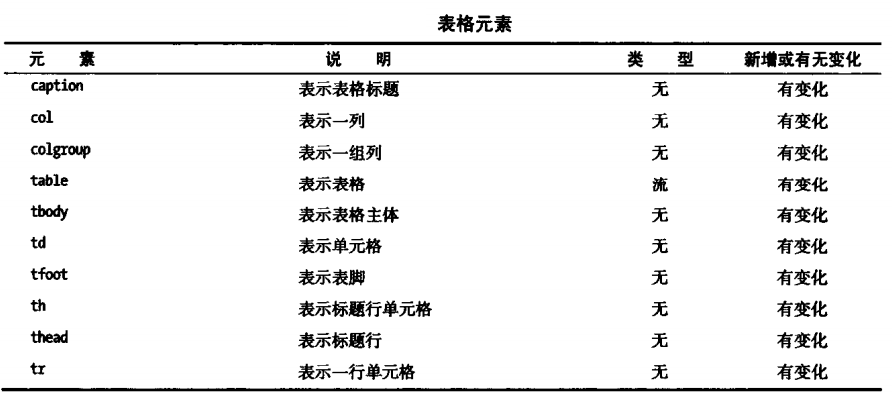 表格元素
元 素 说 明 类 型 新增或有无变化
caption 表示表格标题 无 有变化
col 表示一列 无 有变化
colgroup 表示一组列 无 有变化
table 表示表格 流 有变化
tbody 表示表格主体 无 有变化
td 表示单元格 无 有变化
tfoot 表示表脚 无 有变化
th 表示标题行单元格 无 有变化
thead 表示标题行 无 有变化
tr 表示一行单元格 无 有变化